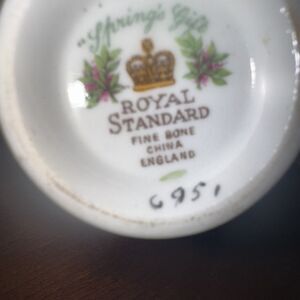 "Spring's Gift"
ROYAL
STANDARD
FINE BONE
CHINA
ENGLAND
6951